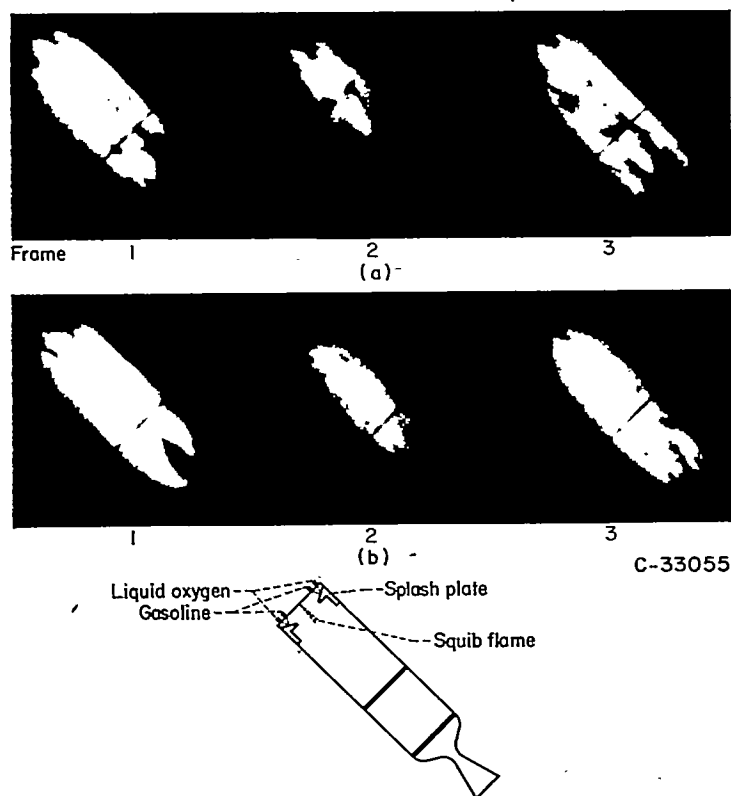 Frame 1 2 3
(a)
1 2 3
(b)
C-33055
Liquid oxygen
Splash plate
Gasoline
Squib flame